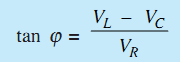 tan φ = (V_L − V_C) / V_R